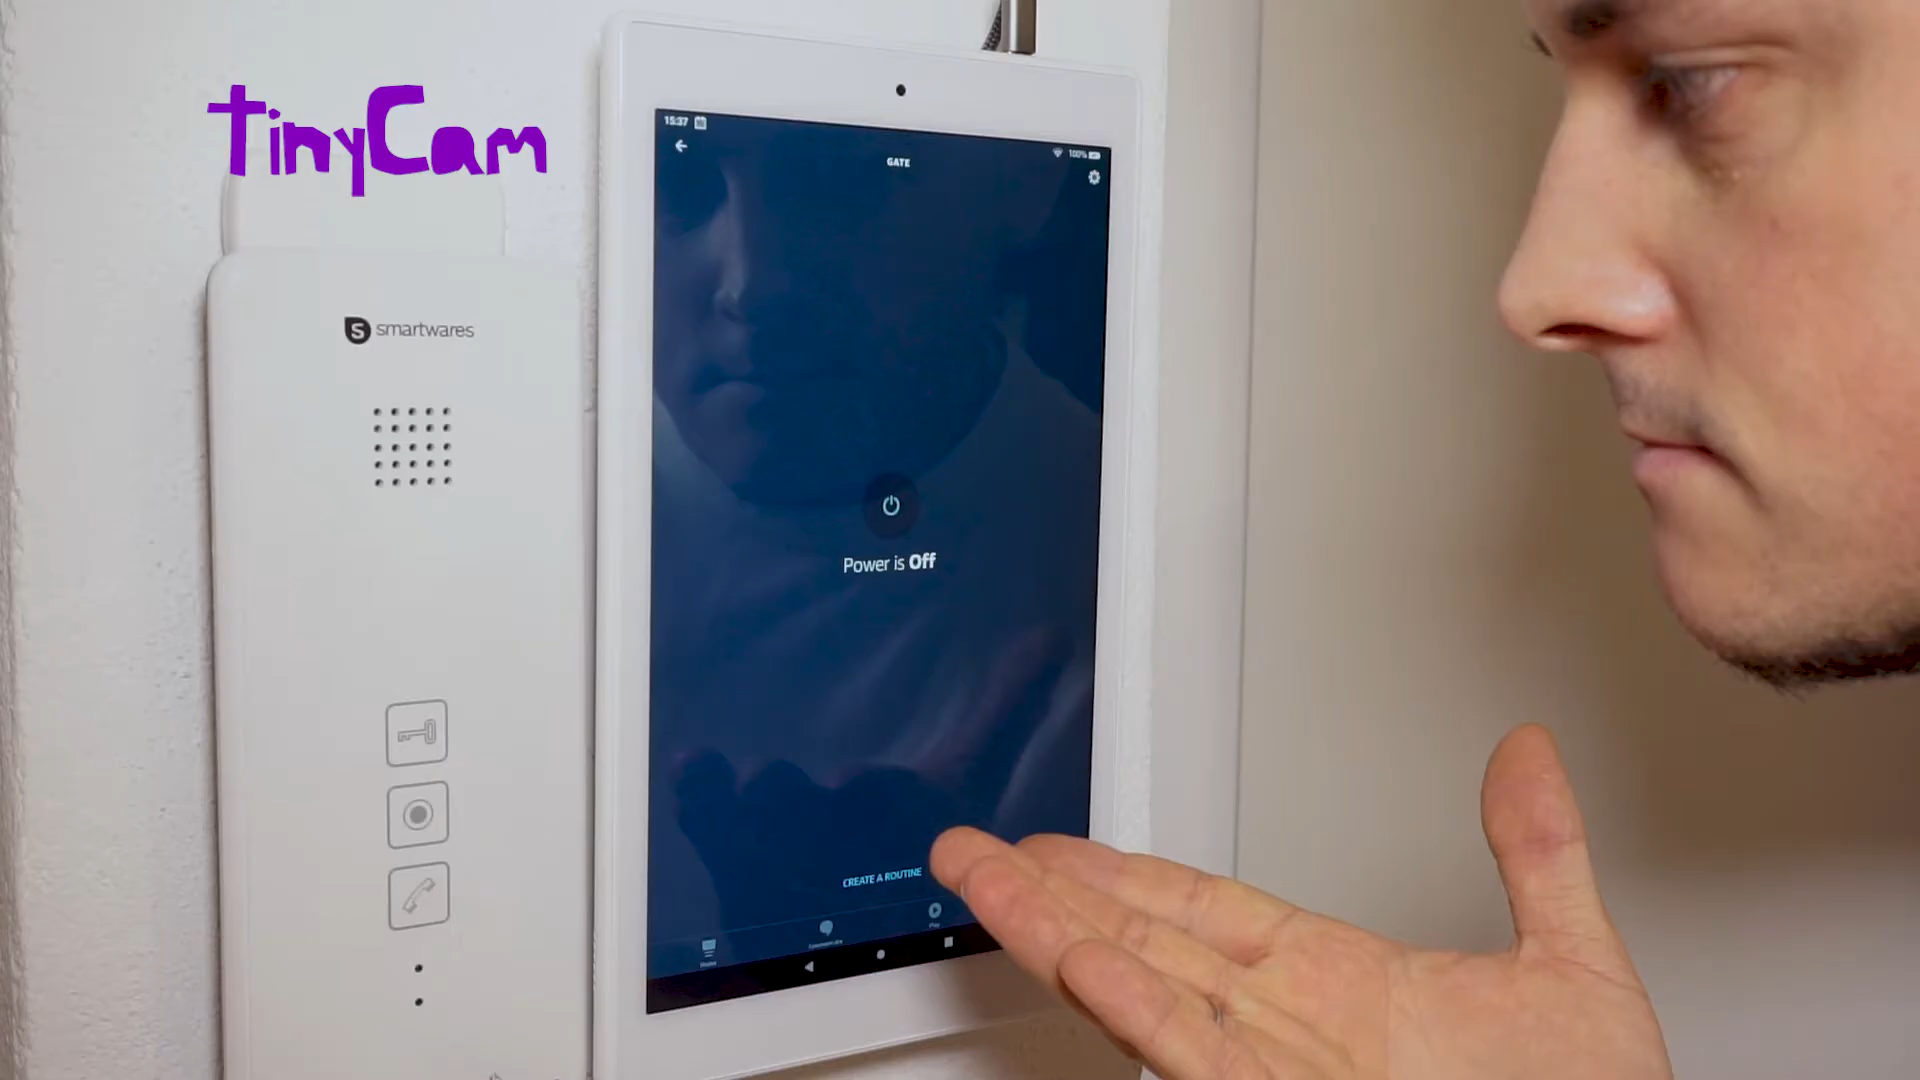 TinyCam
smartwares
15:37
100%
GATE
Power is Off
CREATE A ROUTINE